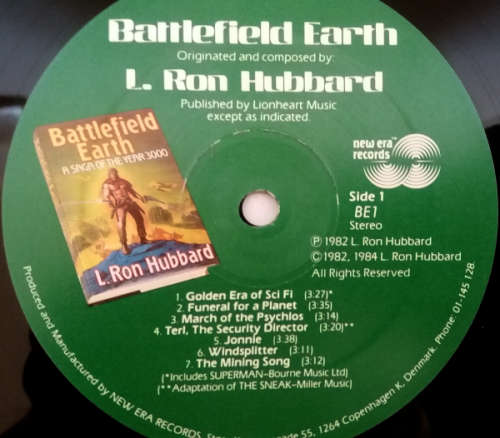 Battlefield Earth
Originated and composed by:
L. Ron Hubbard
Published by Lionheart Music
except as indicated.
Battlefield
Earth
A SAGA OF THE YEAR 3000
L. Ron Hubbard
new era™
records
Side 1
BE1
Stereo
Ⓟ 1982 L. Ron Hubbard
© 1982, 1984 L. Ron Hubbard
All Rights Reserved
1. Golden Era of Sci Fi (3:27)*
2. Funeral for a Planet (3:35)
3. March of the Psychlos (3:14)
4. Terl, The Security Director (3:20)**
5. Jonnie (3.38)
6. Windsplitter (3:11)
7. The Mining Song (3:12)
(*Includes SUPERMAN–Bourne Music Ltd)
(**Adaptation of THE SNEAK–Miller Music)
Produced and Manufactured by NEW ERA RECORDS, 55, 1264 Copenhagen K, Denmark. Phone: 01-145 128.